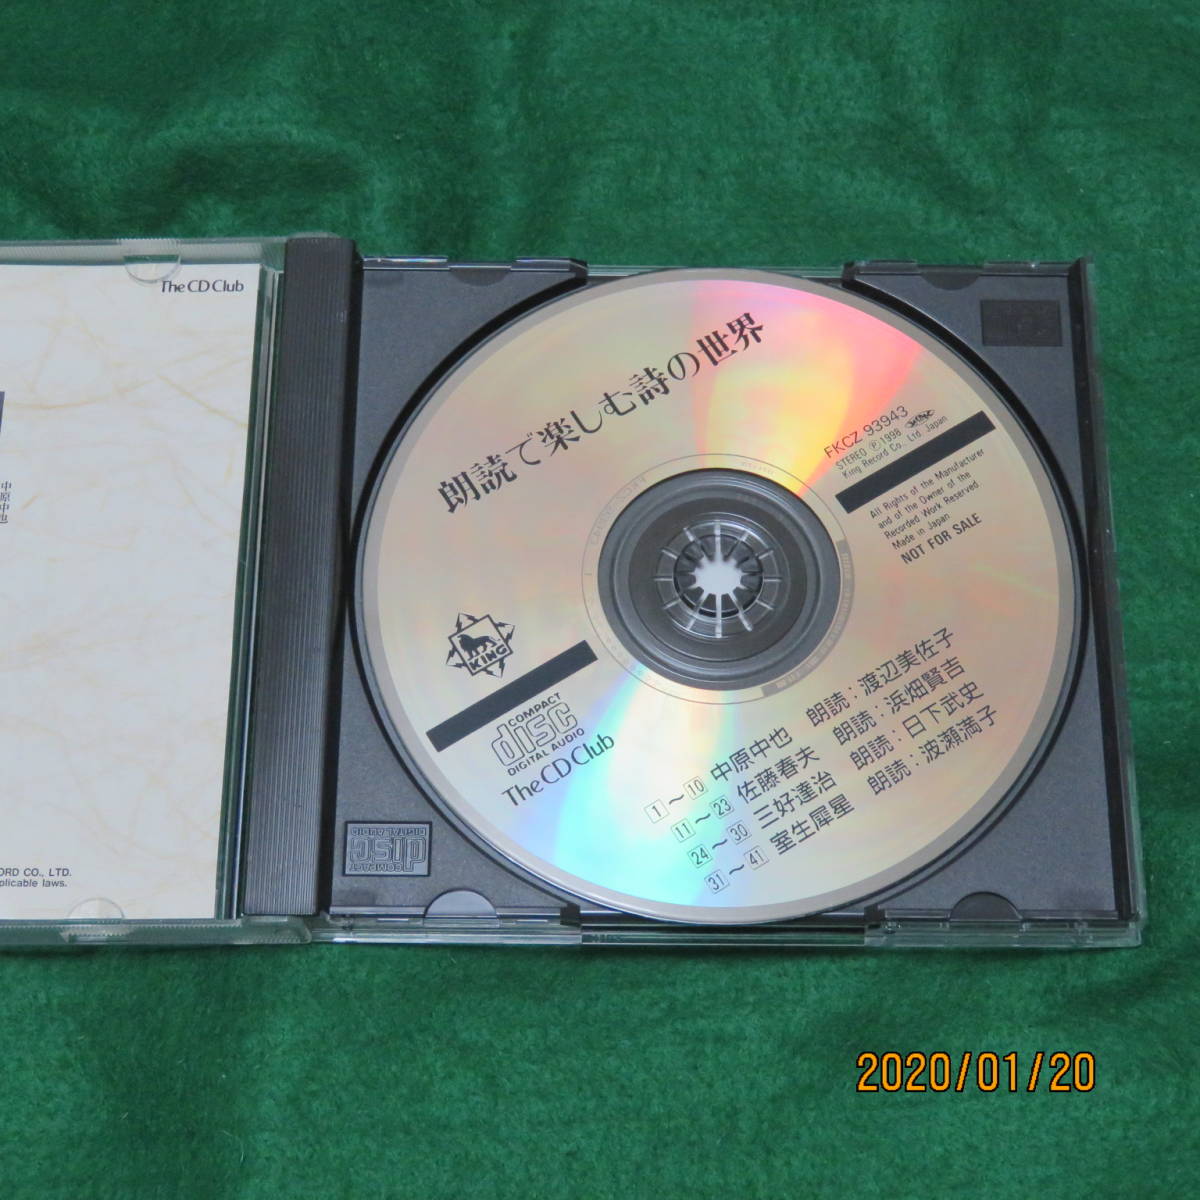 The CD Club
中原中也
ORD CO., LTD.
plicable laws.
朗読で楽しむ詩の世界
FKCZ 93943
STEREO Ⓟ1998
King Record Co., Ltd. Japan
All Rights of the Manufacturer
and of the Owner of the
Recorded Work Reserved
Made in Japan
NOT FOR SALE
KING
COMPACT
disc
DIGITAL AUDIO
The CD Club
1～10 中原中也 朗読：渡辺美佐子
11～23 佐藤春夫 朗読：浜畑賢吉
24～30 三好達治 朗読：日下武史
31～41 室生犀星 朗読：波瀬満子
COMPACT
disc
DIGITAL AUDIO
2020/01/20